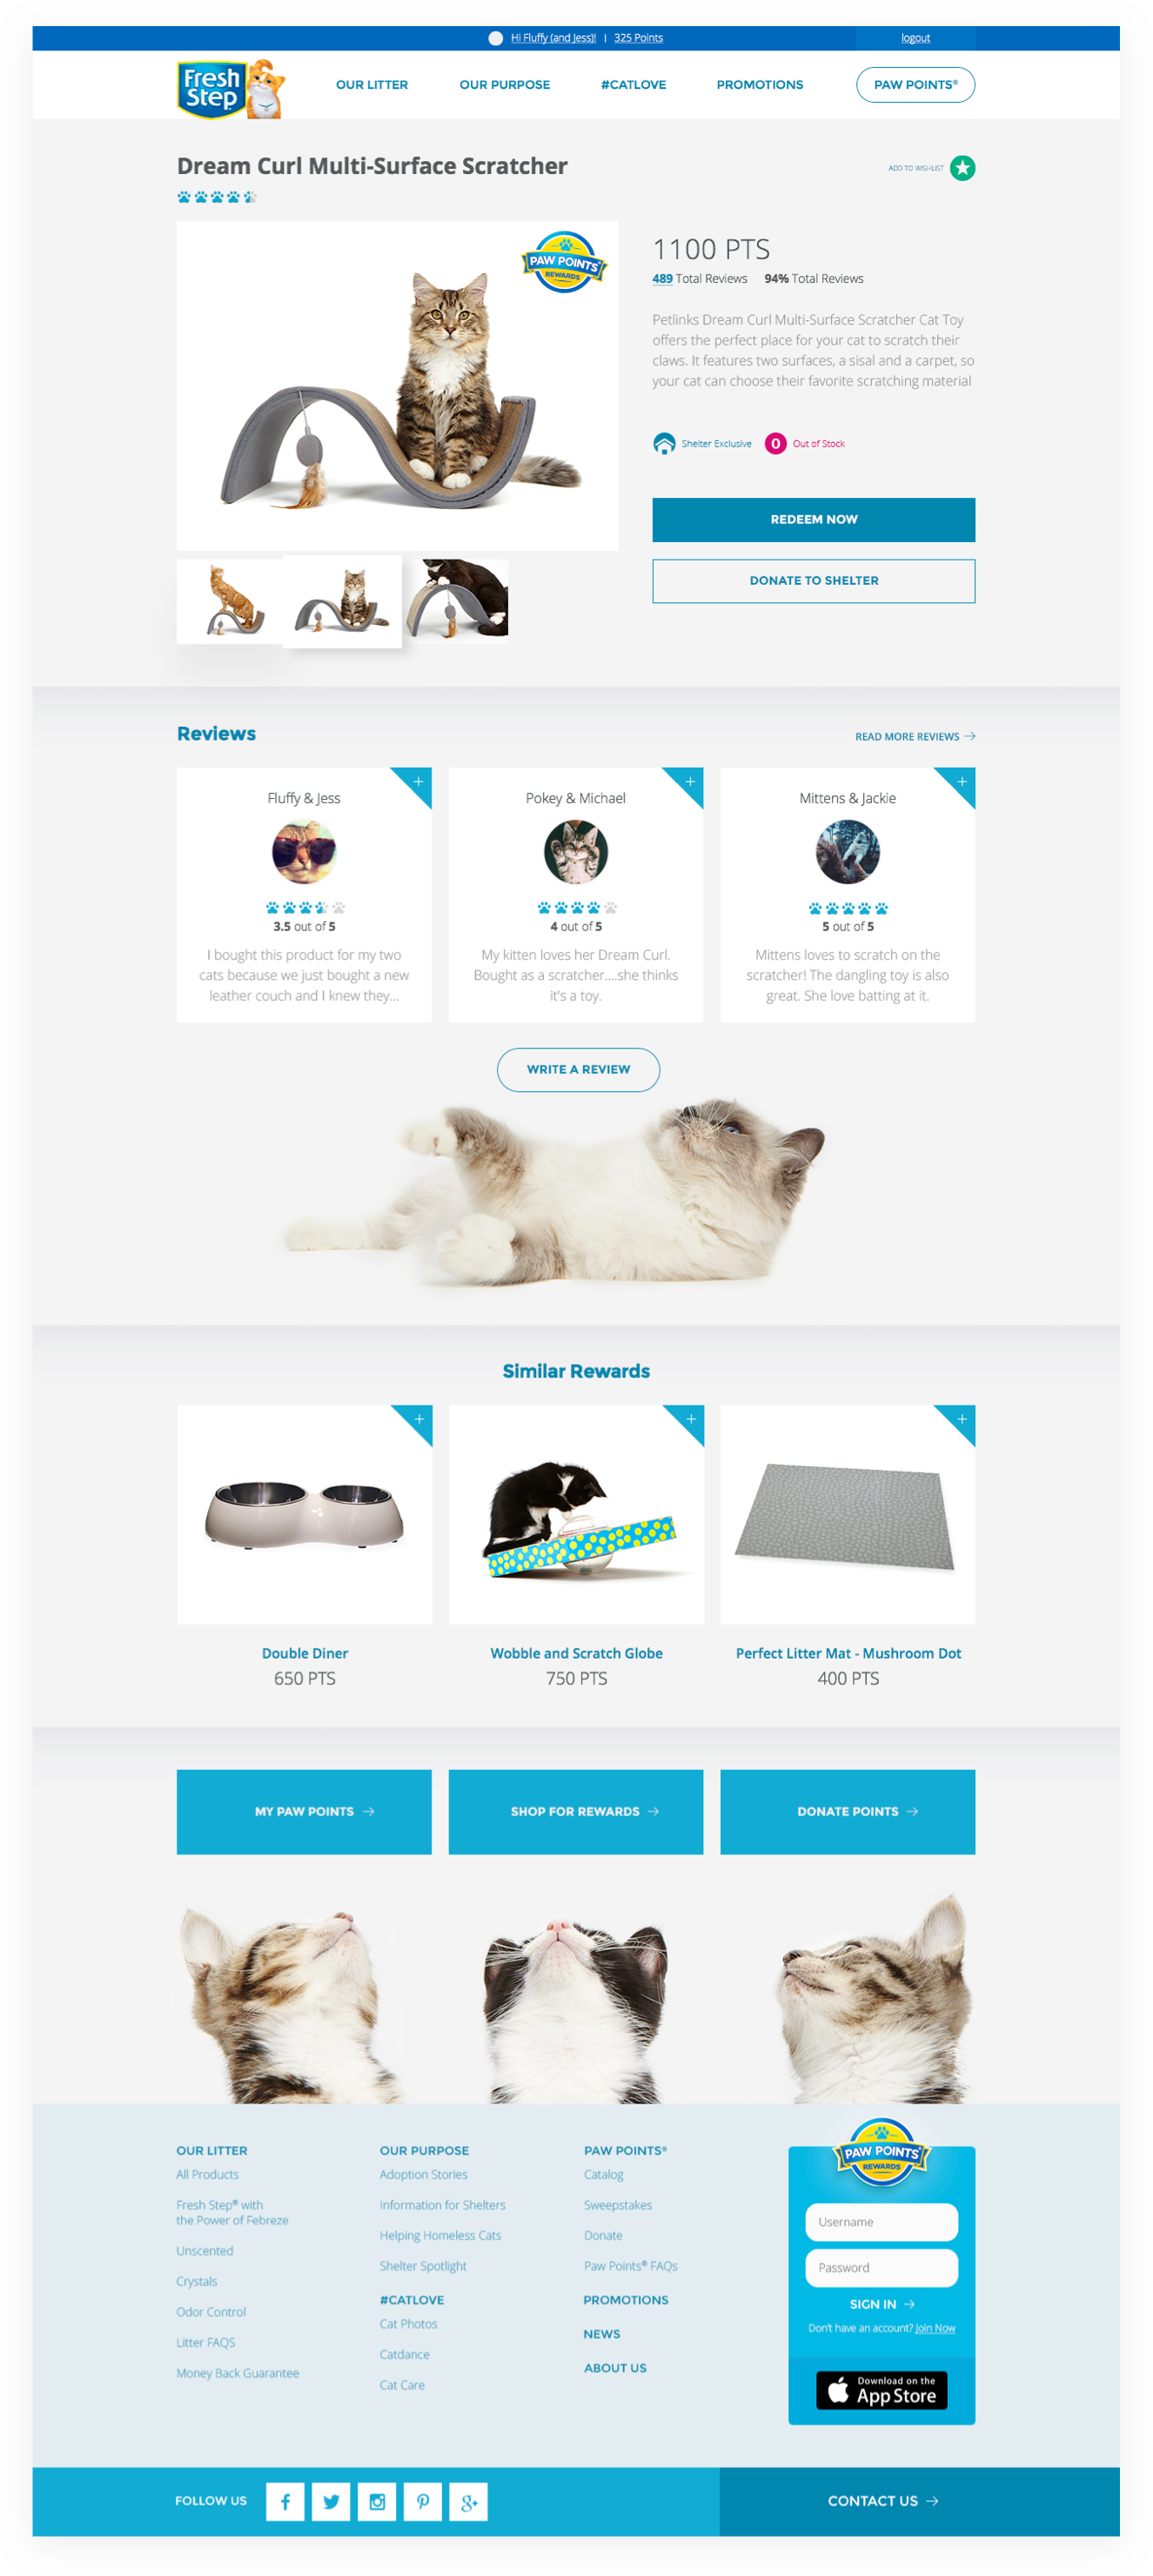 Hi Fluffy (and Jess)! | 325 Points
logout
Fresh
Step
OUR LITTER
OUR PURPOSE
#CATLOVE
PROMOTIONS
PAW POINTS®
Dream Curl Multi-Surface Scratcher
ADD TO WISHLIST
PAW POINTS®
REWARDS
1100 PTS
489 Total Reviews 94% Total Reviews
Petlinks Dream Curl Multi-Surface Scratcher Cat Toy
offers the perfect place for your cat to scratch their
claws. It features two surfaces, a sisal and a carpet, so
your cat can choose their favorite scratching material
Shelter Exclusive
0 Out of Stock
REDEEM NOW
DONATE TO SHELTER
Reviews
READ MORE REVIEWS →
+
Fluffy & Jess
3.5 out of 5
I bought this product for my two
cats because we just bought a new
leather couch and I knew they...
+
Pokey & Michael
4 out of 5
My kitten loves her Dream Curl.
Bought as a scratcher....she thinks
it's a toy.
+
Mittens & Jackie
5 out of 5
Mittens loves to scratch on the
scratcher! The dangling toy is also
great. She love batting at it.
WRITE A REVIEW
Similar Rewards
+
Double Diner
650 PTS
+
Wobble and Scratch Globe
750 PTS
+
Perfect Litter Mat - Mushroom Dot
400 PTS
MY PAW POINTS →
SHOP FOR REWARDS →
DONATE POINTS →
OUR LITTER
All Products
Fresh Step® with
the Power of Febreze
Unscented
Crystals
Odor Control
Litter FAQS
Money Back Guarantee
OUR PURPOSE
Adoption Stories
Information for Shelters
Helping Homeless Cats
Shelter Spotlight
#CATLOVE
Cat Photos
Catdance
Cat Care
PAW POINTS®
Catalog
Sweepstakes
Donate
Paw Points® FAQs
PROMOTIONS
NEWS
ABOUT US
PAW POINTS®
REWARDS
Username
Password
SIGN IN →
Don't have an account? Join Now
Download on the
App Store
FOLLOW US
CONTACT US →